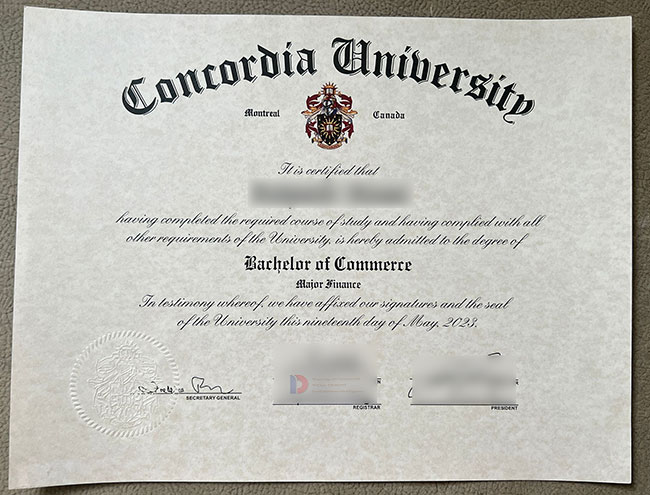 Concordia University
Montreal Canada
It is certified that
having completed the required course of study and having complied with all
other requirements of the University, is hereby admitted to the degree of
Bachelor of Commerce
Major Finance
In testimony whereof, we have affixed our signatures and the seal
of the University this nineteenth day of May, 2023.
SECRETARY GENERAL
REGISTRAR
PRESIDENT